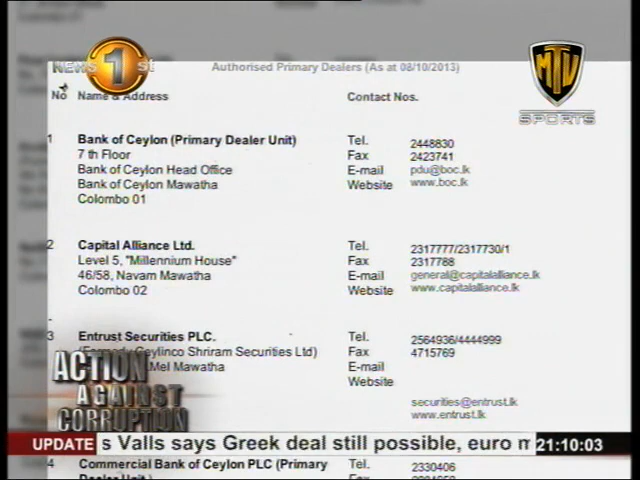 NEWS 1st
MTV
SPORTS
Authorised Primary Dealers (As at 08/10/2013)
No Name & Address Contact Nos.
1 Bank of Ceylon (Primary Dealer Unit) Tel. 2448830
7 th Floor Fax 2423741
Bank of Ceylon Head Office E-mail pdu@boc.lk
Bank of Ceylon Mawatha Website www.boc.lk
Colombo 01
2 Capital Alliance Ltd. Tel. 2317777/2317730/1
Level 5, "Millennium House" Fax 2317788
46/58, Navam Mawatha E-mail general@capitalalliance.lk
Colombo 02 Website www.capitalalliance.lk
3 Entrust Securities PLC. Tel. 2564936/4444999
(Formerly Ceylinco Shriram Securities Ltd) Fax 4715769
Mel Mawatha E-mail
Website
securities@entrust.lk
www.entrust.lk
ACTION
AGAINST
CORRUPTION
UPDATE s Valls says Greek deal still possible, euro m 21:10:03
4 Commercial Bank of Ceylon PLC (Primary Tel. 2330406
Dealer Unit) Fax